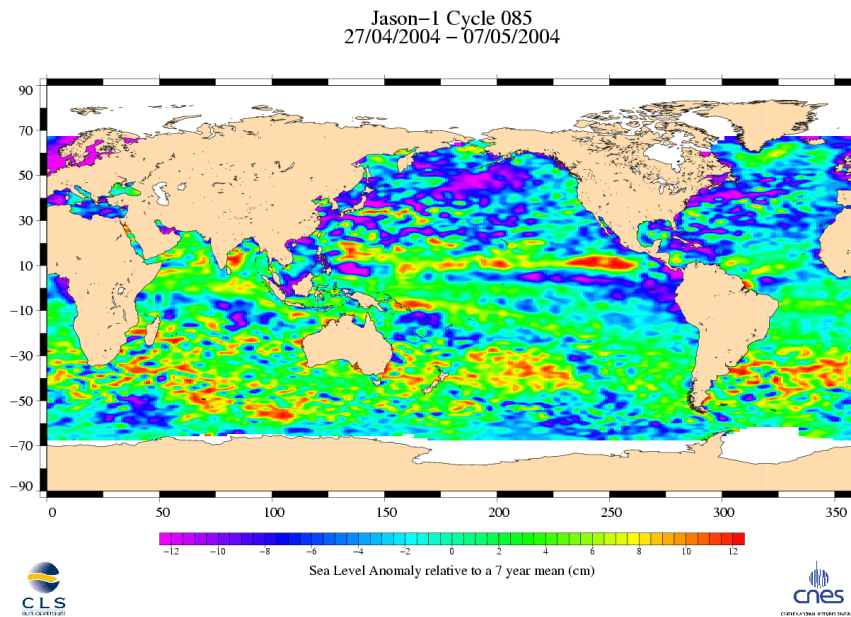 Jason-1 Cycle 085
27/04/2004 - 07/05/2004
90
70
50
30
10
-10
-30
-50
-70
-90
0 50 100 150 200 250 300 350
-12 -10 -8 -6 -4 -2 0 2 4 6 8 10 12
Sea Level Anomaly relative to a 7 year mean (cm)
CLS
cnes